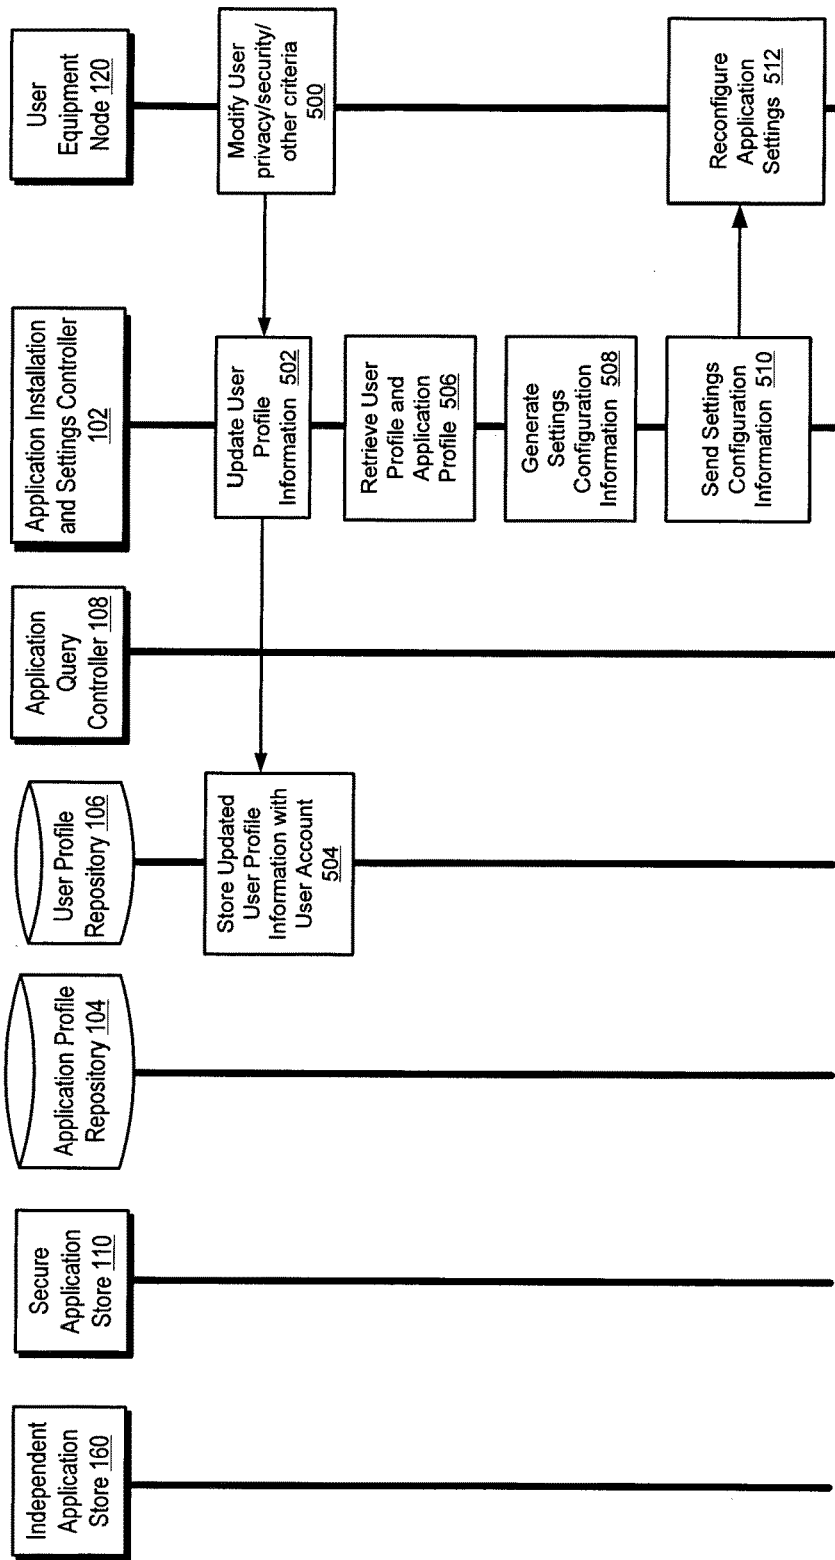 Independent
Application
Store 160
Secure
Application
Store 110
Application Profile
Repository 104
User Profile
Repository 106
Application
Query
Controller 108
Application Installation
and Settings Controller
102
User
Equipment
Node 120
Modify User
privacy/security/
other criteria
500
Update User
Profile
Information 502
Store Updated
User Profile
Information with
User Account
504
Retrieve User
Profile and
Application
Profile 506
Generate
Settings
Configuration
Information 508
Send Settings
Configuration
Information 510
Reconfigure
Application
Settings 512